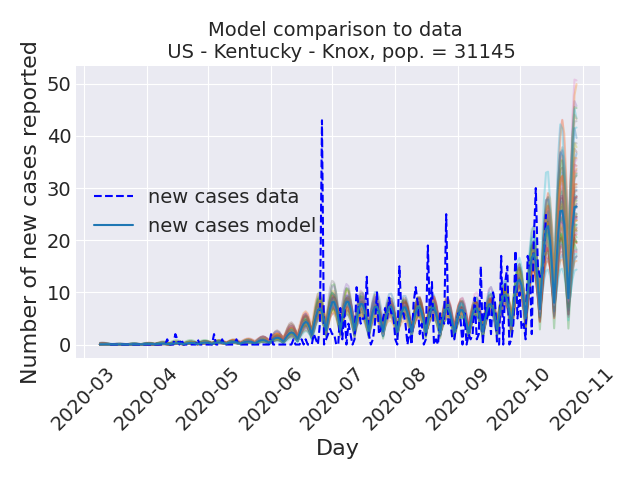 Model comparison to data
US - Kentucky - Knox, pop. = 31145
Number of new cases reported
50
40
30
20
10
0
new cases data
new cases model
2020-03
2020-04
2020-05
2020-06
2020-07
2020-08
2020-09
2020-10
2020-11
Day